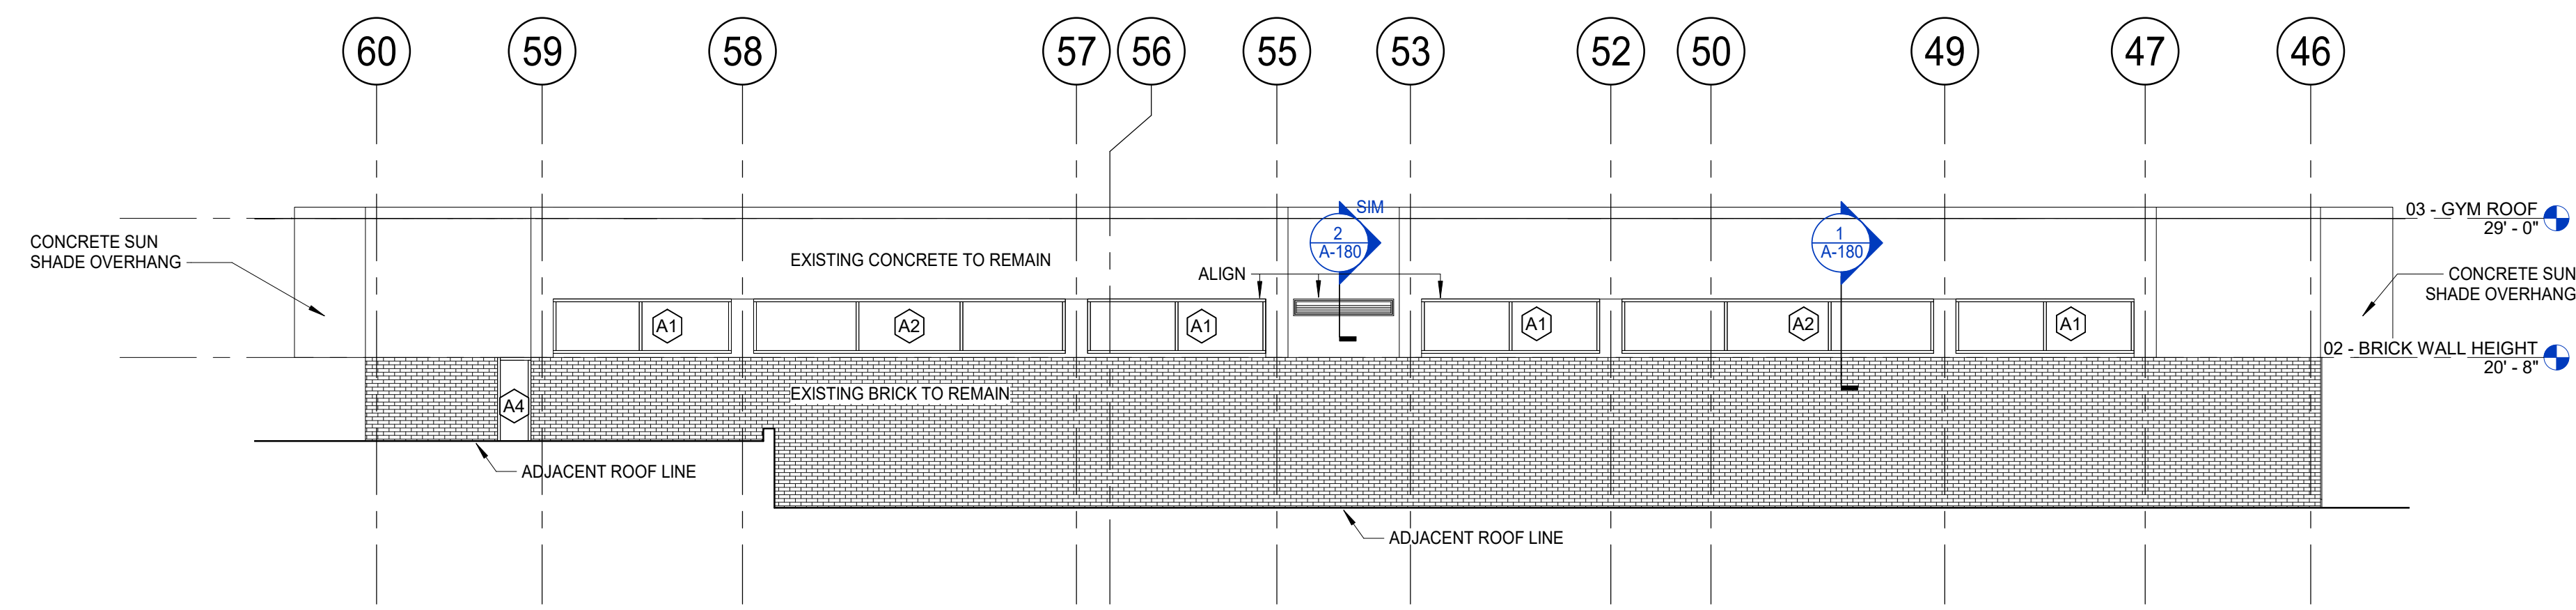 60
59
58
57
56
55
53
52
50
49
47
46
SIM
2
A-180
1
A-180
03 - GYM ROOF
29' - 0"
CONCRETE SUN
SHADE OVERHANG
EXISTING CONCRETE TO REMAIN
ALIGN
CONCRETE SUN
SHADE OVERHANG
A1
A2
A1
A1
A2
A1
02 - BRICK WALL HEIGHT
20' - 8"
EXISTING BRICK TO REMAIN
A4
ADJACENT ROOF LINE
ADJACENT ROOF LINE